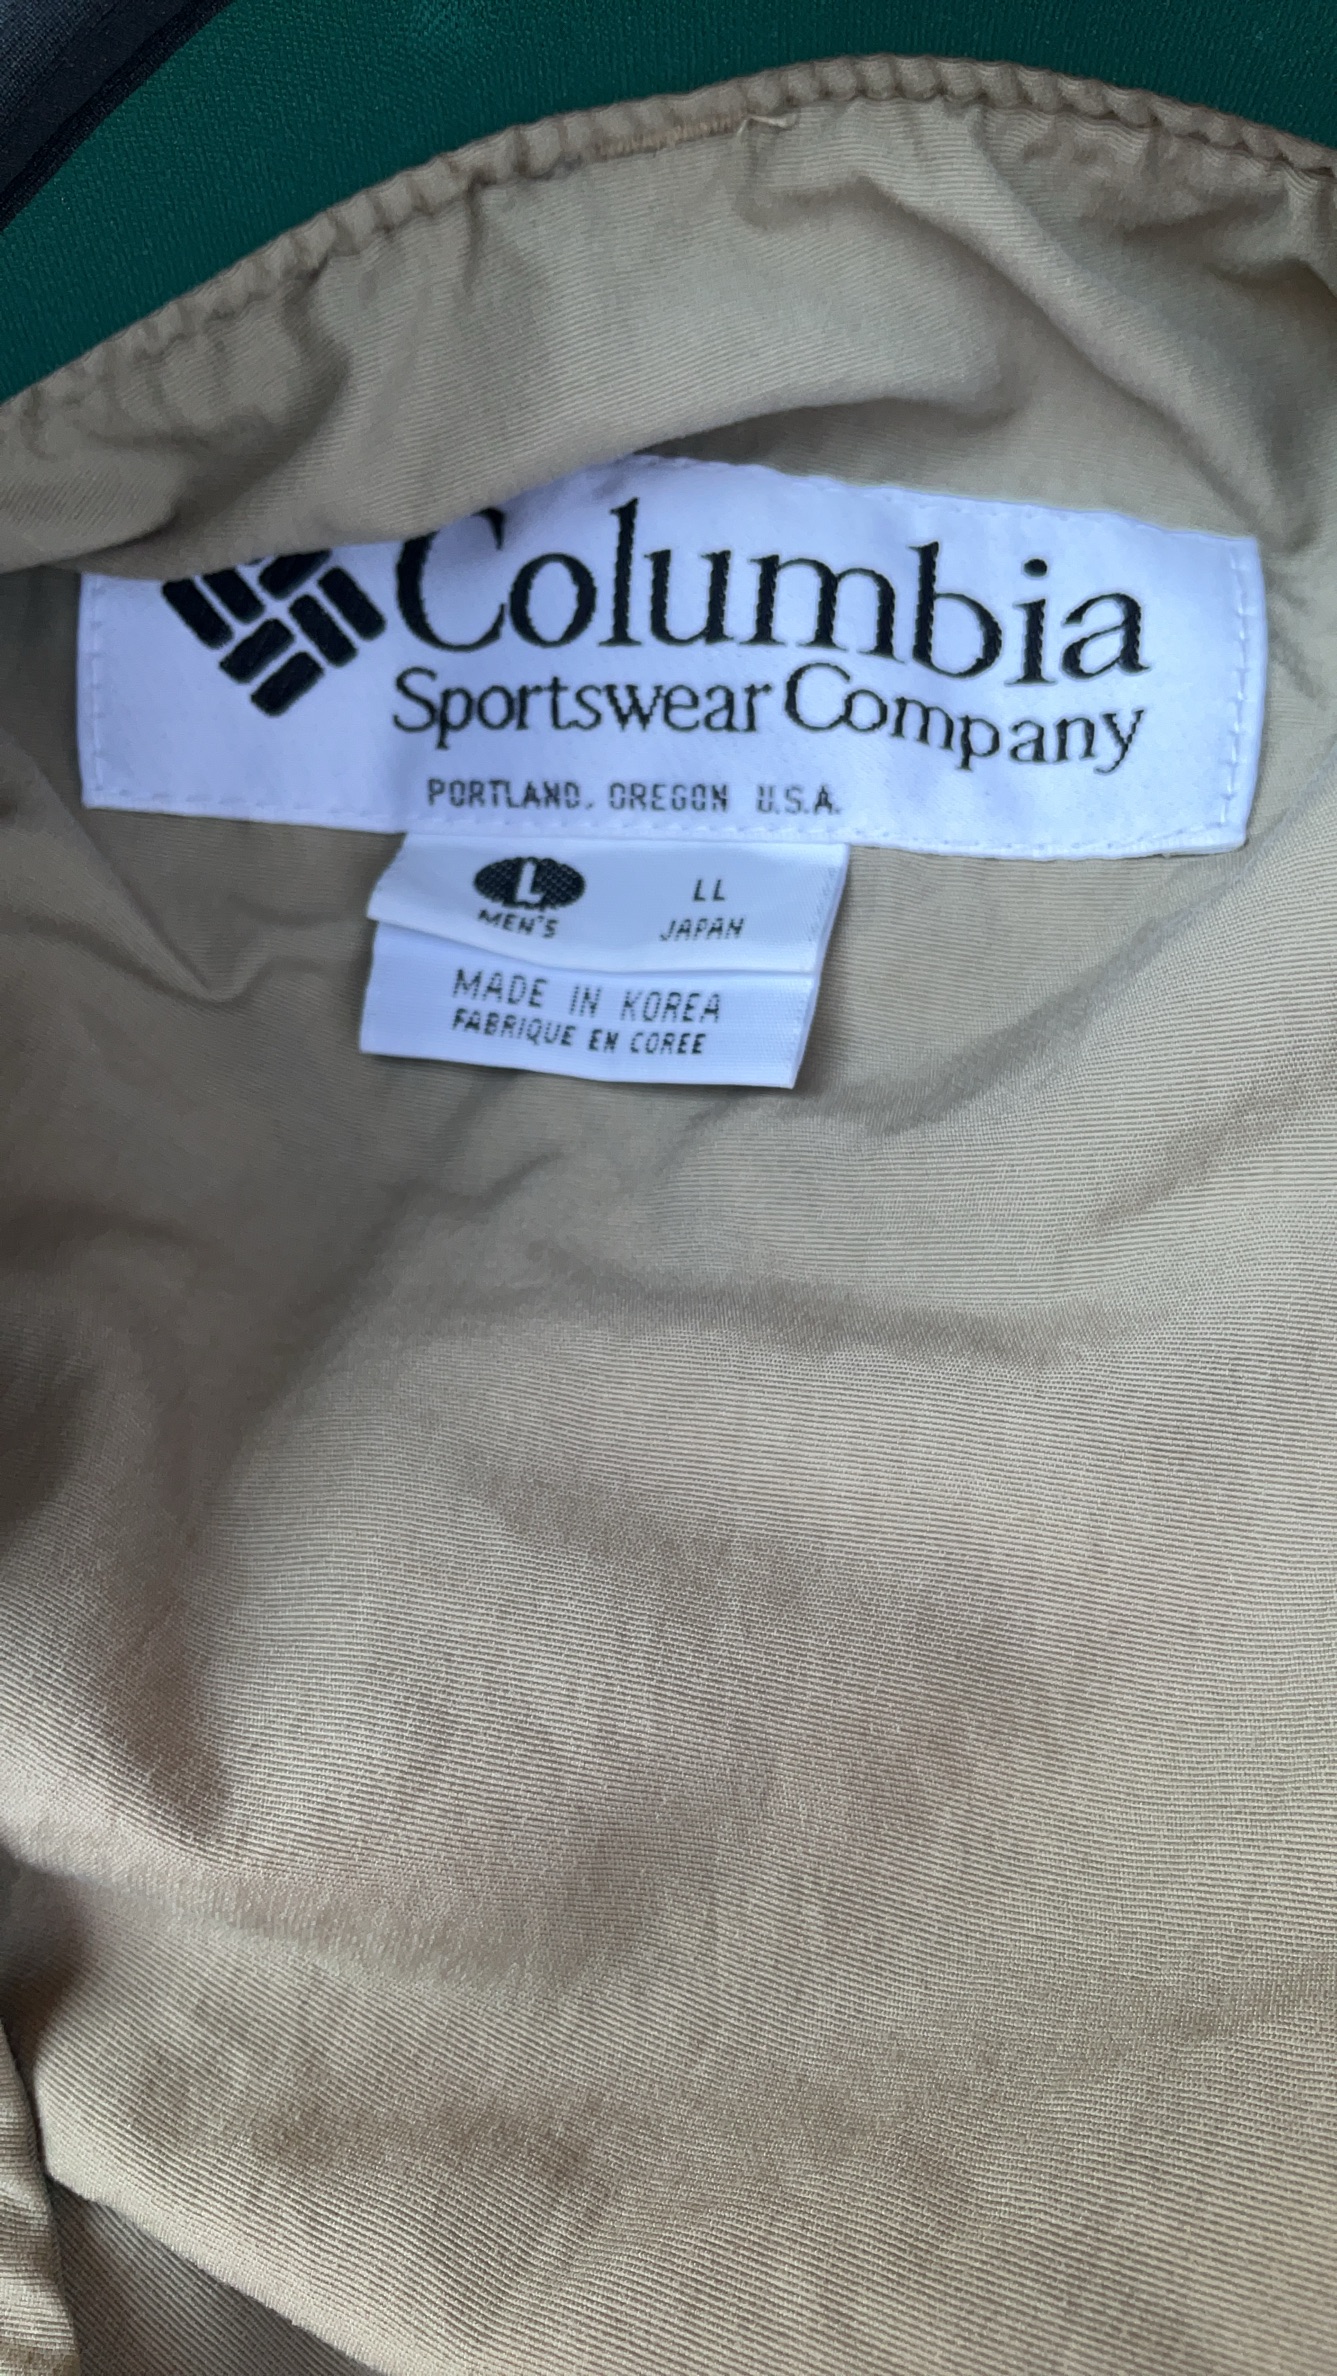 Columbia
Sportswear Company
PORTLAND, OREGON U.S.A.
L LL
MEN'S JAPAN
MADE IN KOREA
FABRIQUE EN COREE